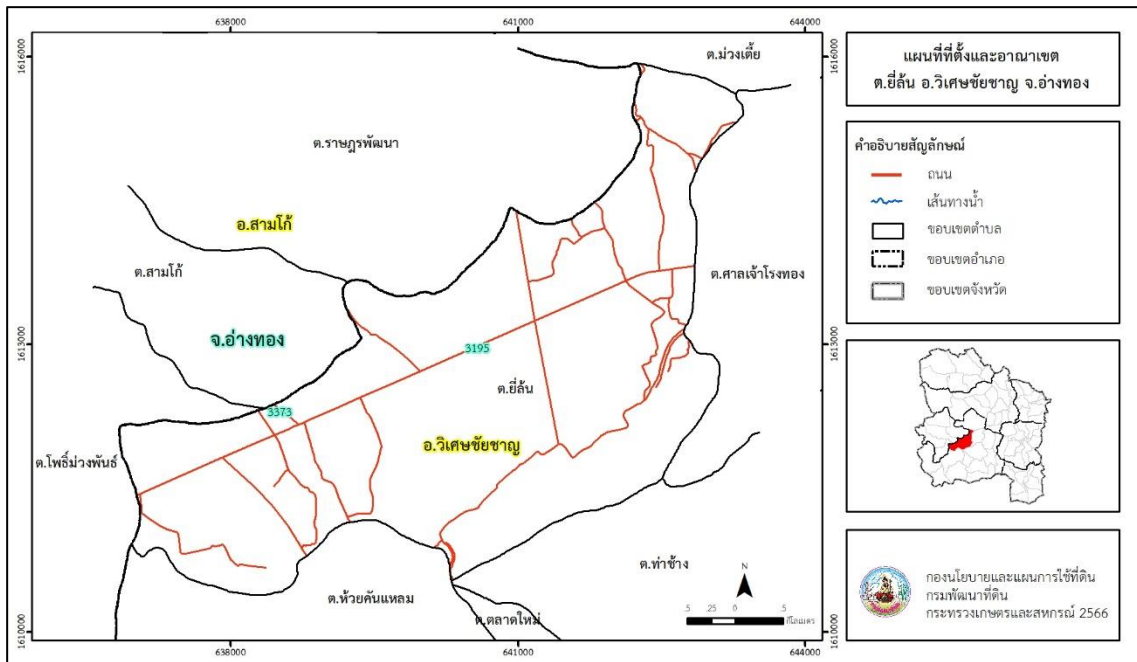 638000
641000
644000
1616000
1616000
ต.ม่วงเตี้ย
ต.ราษฎรพัฒนา
อ.สามโก้
ต.สามโก้
ต.ศาลเจ้าโรงทอง
จ.อ่างทอง
1613000
1613000
3195
ต.ยี่ล้น
3373
อ.วิเศษชัยชาญ
ต.โพธิ์ม่วงพันธ์
ต.ท่าช้าง
ต.ห้วยคันแหลม
ต.ตลาดใหม่
N
.5 .25 0 .5
กิโลเมตร
1610000
1610000
638000
641000
644000
แผนที่ที่ตั้งและอาณาเขต
ต.ยี่ล้น อ.วิเศษชัยชาญ จ.อ่างทอง
คำอธิบายสัญลักษณ์
ถนน
เส้นทางน้ำ
ขอบเขตตำบล
ขอบเขตอำเภอ
ขอบเขตจังหวัด
กองนโยบายและแผนการใช้ที่ดิน
กรมพัฒนาที่ดิน
กระทรวงเกษตรและสหกรณ์ 2566